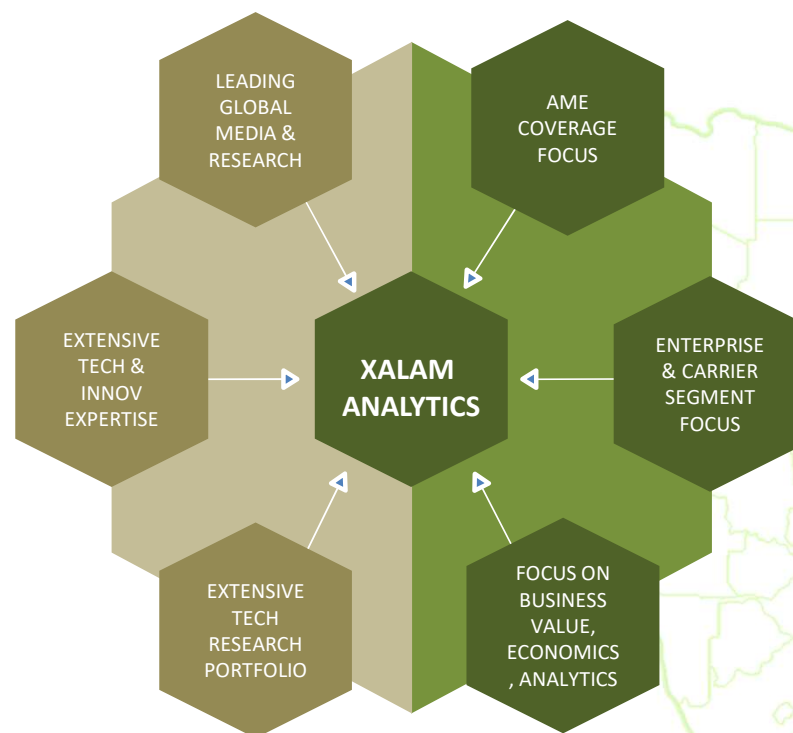 LEADING
GLOBAL
MEDIA &
RESEARCH
AME
COVERAGE
FOCUS
EXTENSIVE
TECH &
INNOV
EXPERTISE
XALAM
ANALYTICS
ENTERPRISE
& CARRIER
SEGMENT
FOCUS
EXTENSIVE
TECH
RESEARCH
PORTFOLIO
FOCUS ON
BUSINESS
VALUE,
ECONOMICS
, ANALYTICS